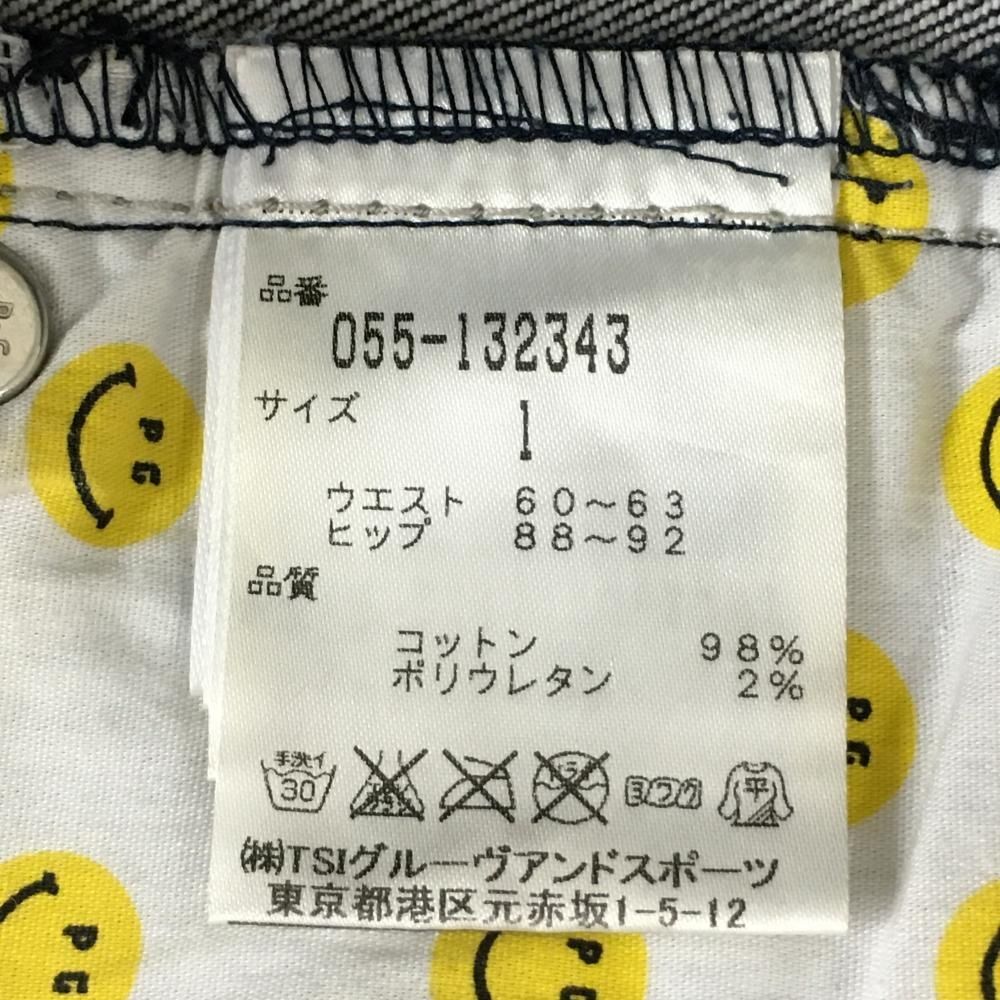 品番
055-132343
サイズ
1
ウエスト 60～63
ヒップ 88～92
品質
コットン 98%
ポリウレタン 2%
手洗イ
30
平
㈱TSIグルーヴアンドスポーツ
東京都港区元赤坂1-5-12
P G
P G
P G
P G